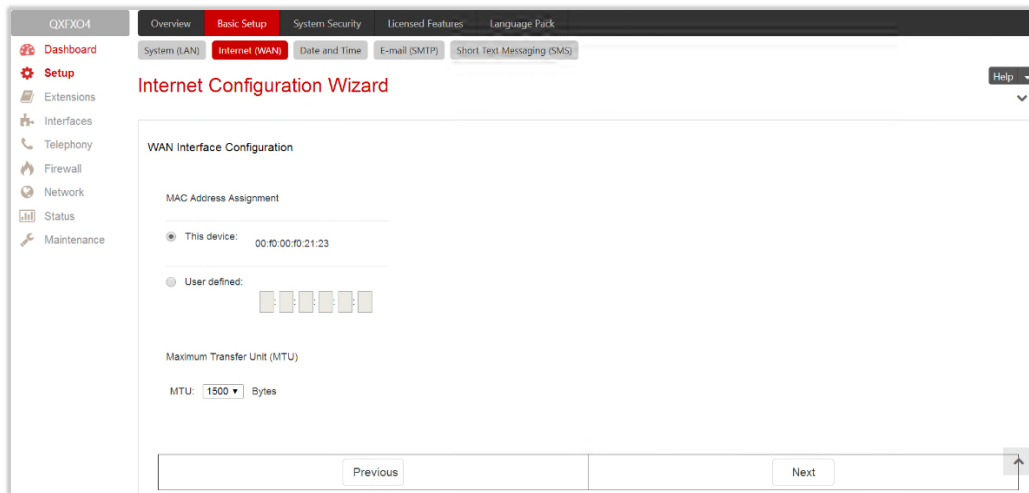 QXFXO4 Overview Basic Setup System Security Licensed Features Language Pack
Dashboard System (LAN) Internet (WAN) Date and Time E-mail (SMTP) Short Text Messaging (SMS)
Setup
Internet Configuration Wizard Help
Extensions
Interfaces
Telephony WAN Interface Configuration
Firewall
Network MAC Address Assignment
Status
Maintenance This device: 00:f0:00:f0:21:23
User defined: : : : : :
Maximum Transfer Unit (MTU)
MTU: 1500 Bytes
Previous Next